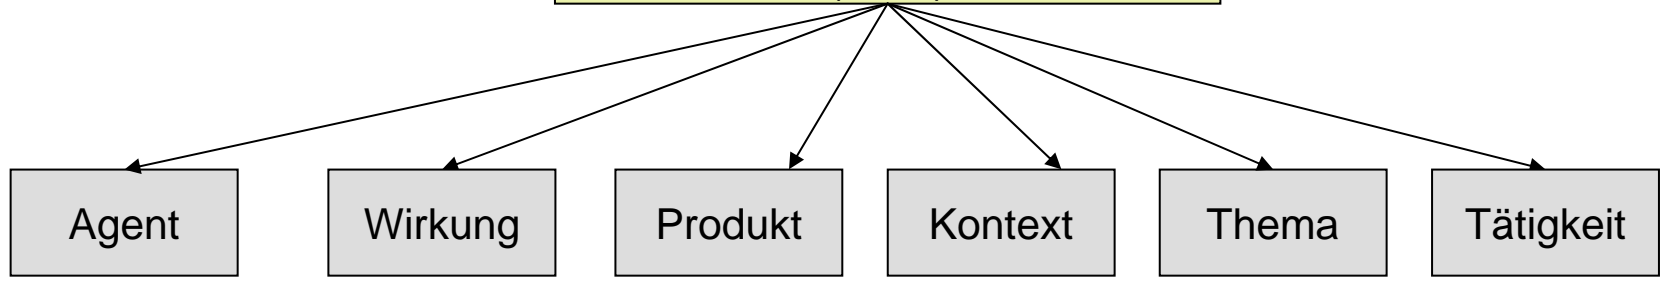 Agent
Wirkung
Produkt
Kontext
Thema
Tätigkeit